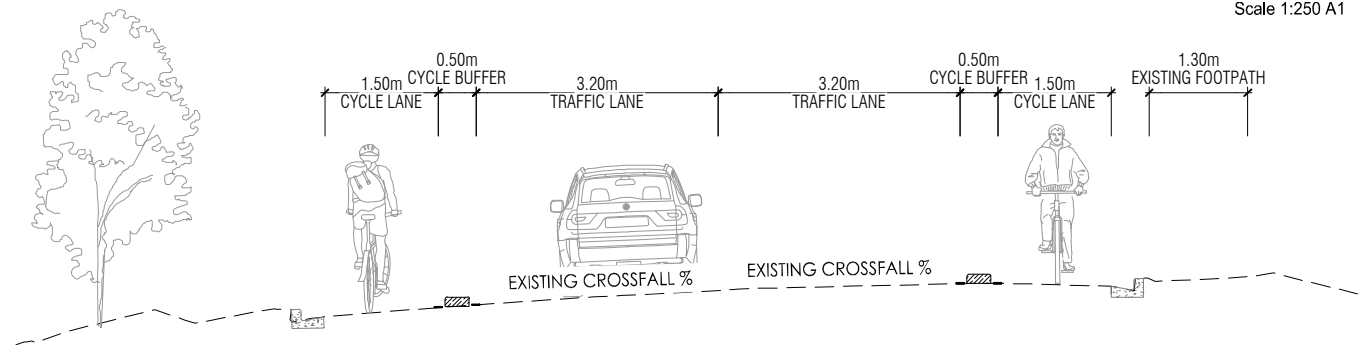 Scale 1:250 A1
1.50m
CYCLE LANE
0.50m
CYCLE BUFFER
3.20m
TRAFFIC LANE
3.20m
TRAFFIC LANE
0.50m
CYCLE BUFFER
1.50m
CYCLE LANE
1.30m
EXISTING FOOTPATH
EXISTING CROSSFALL %
EXISTING CROSSFALL %